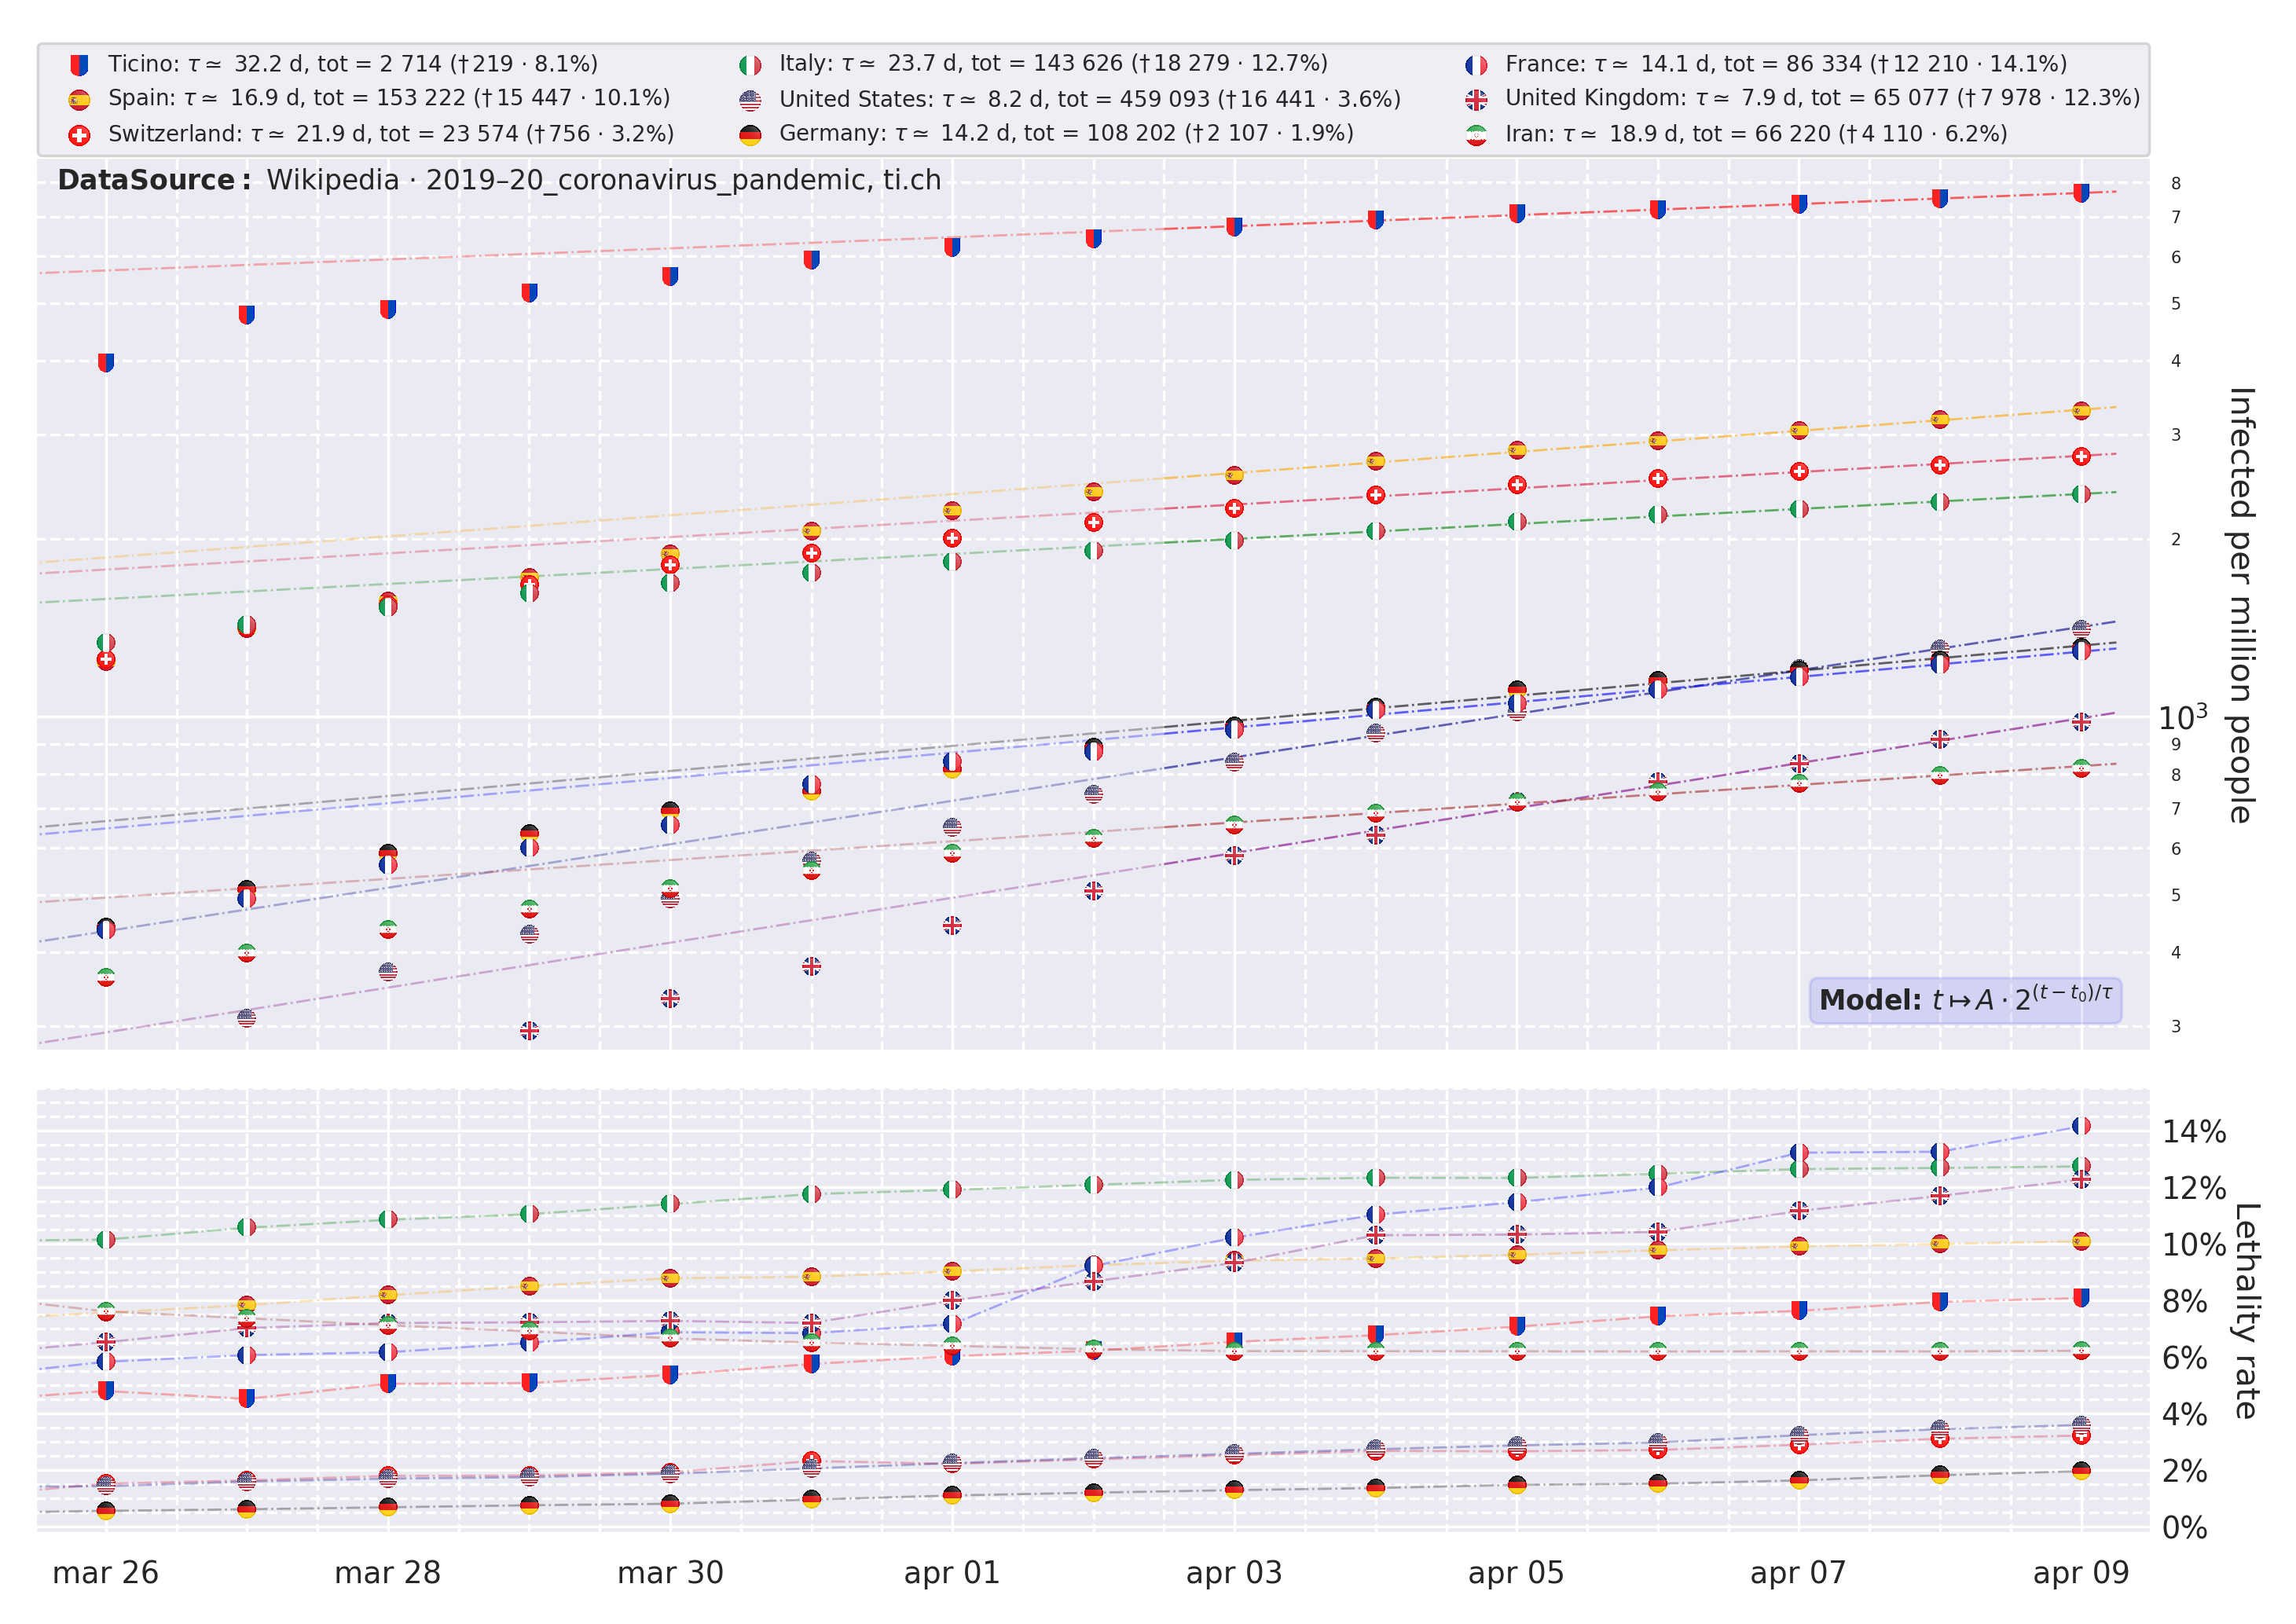 Ticino: τ ≃ 32.2 d, tot = 2 714 (†219 · 8.1%)
Spain: τ ≃ 16.9 d, tot = 153 222 (†15 447 · 10.1%)
Switzerland: τ ≃ 21.9 d, tot = 23 574 (†756 · 3.2%)
Italy: τ ≃ 23.7 d, tot = 143 626 (†18 279 · 12.7%)
United States: τ ≃ 8.2 d, tot = 459 093 (†16 441 · 3.6%)
Germany: τ ≃ 14.2 d, tot = 108 202 (†2 107 · 1.9%)
France: τ ≃ 14.1 d, tot = 86 334 (†12 210 · 14.1%)
United Kingdom: τ ≃ 7.9 d, tot = 65 077 (†7 978 · 12.3%)
Iran: τ ≃ 18.9 d, tot = 66 220 (†4 110 · 6.2%)
DataSource: Wikipedia · 2019–20_coronavirus_pandemic, ti.ch
8
7
6
5
4
3
2
10³
9
8
7
6
5
4
3
Infected per million people
Model: t ↦ A · 2^(t − t₀)/τ
14%
12%
10%
8%
6%
4%
2%
0%
Lethality rate
mar 26
mar 28
mar 30
apr 01
apr 03
apr 05
apr 07
apr 09